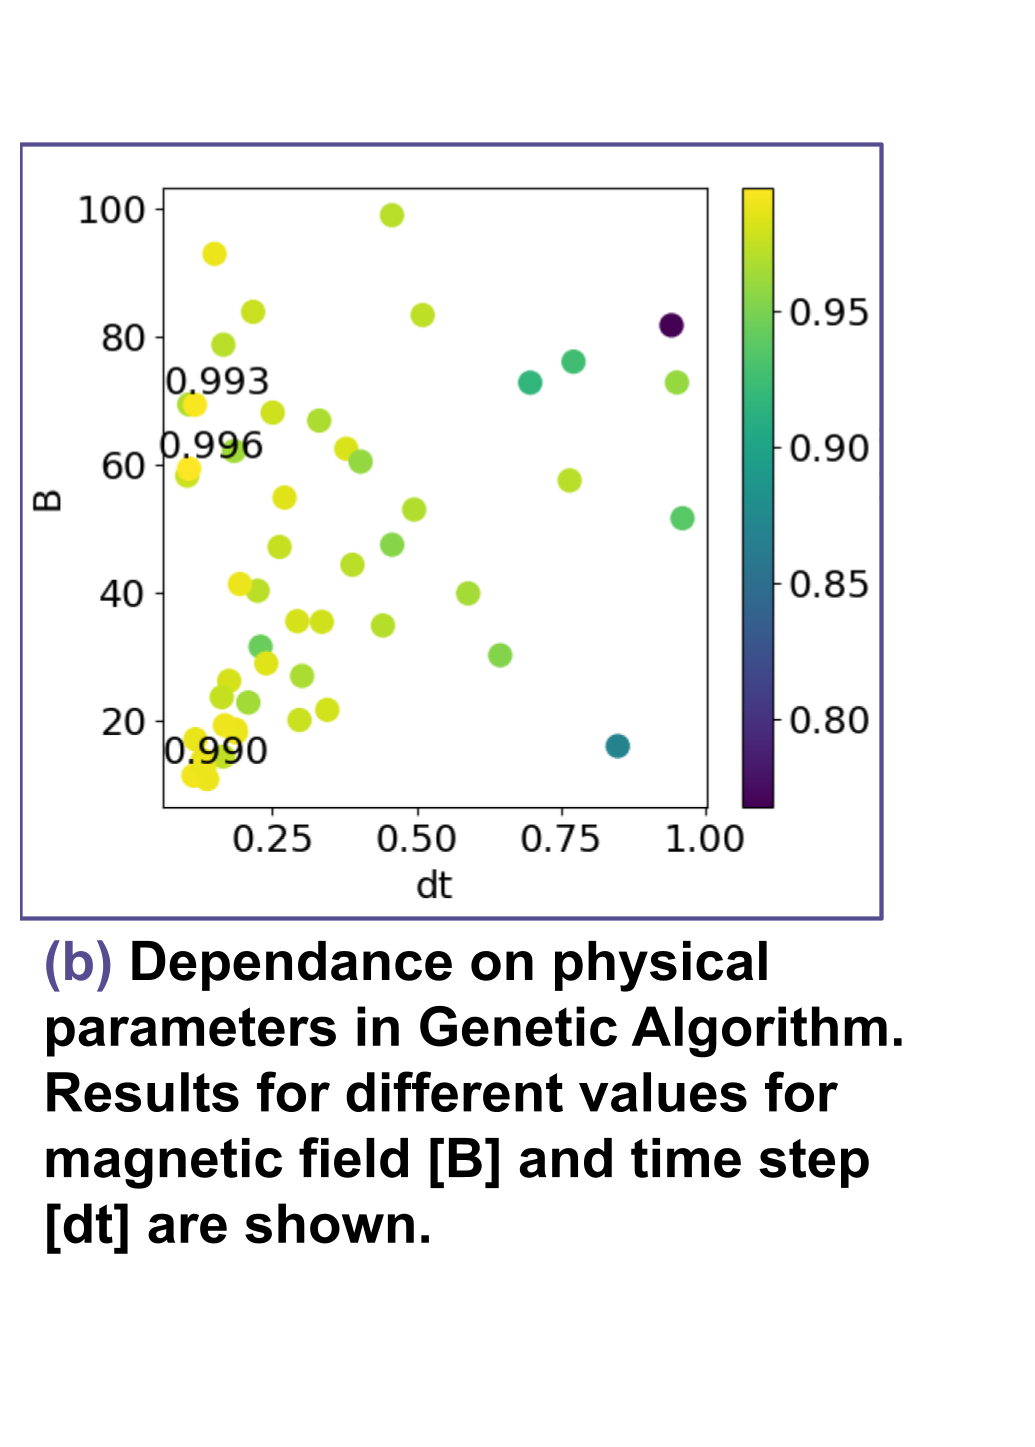 100
80
60
40
20
B
0.993
0.996
0.990
0.25 0.50 0.75 1.00
dt
0.95
0.90
0.85
0.80
(b) Dependance on physical
parameters in Genetic Algorithm.
Results for different values for
magnetic field [B] and time step
[dt] are shown.